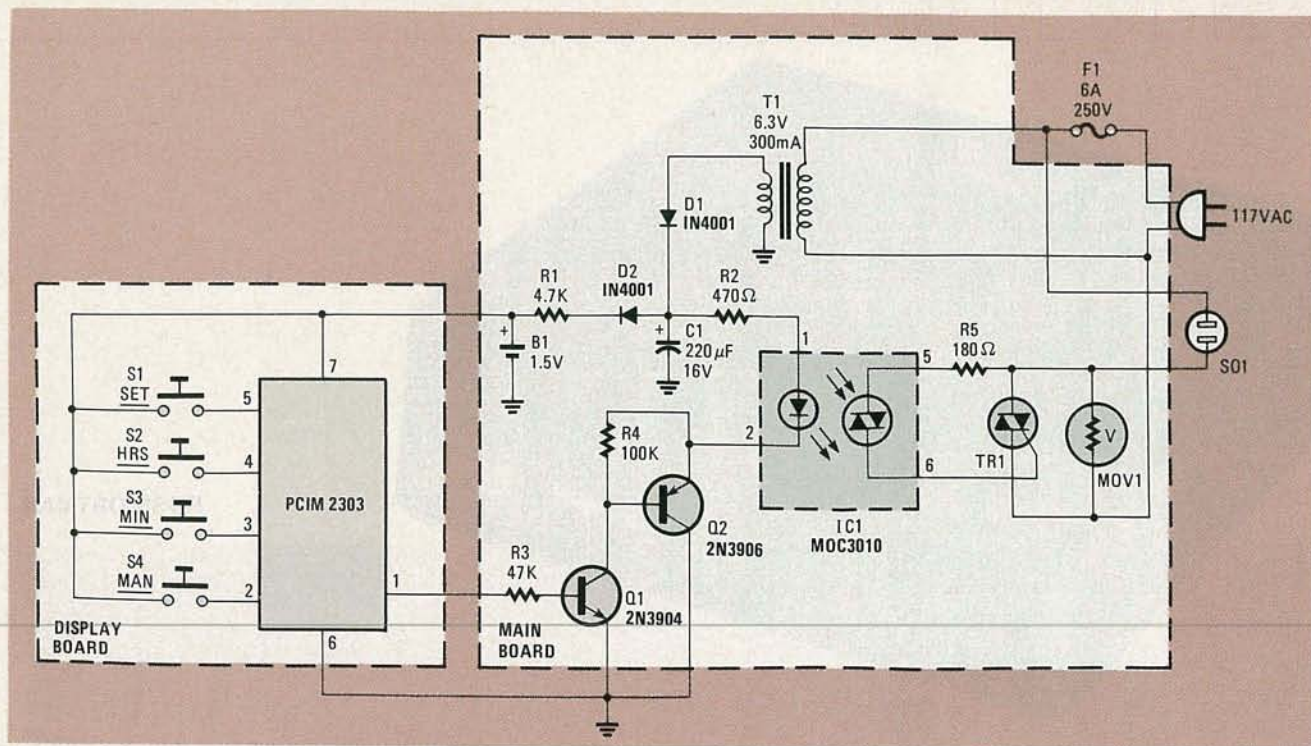 F1
6A
250V
T1
6.3V
300mA
117VAC
D1
IN4001
R1
4.7K
D2
IN4001
R2
470Ω
+
B1
1.5V
+
C1
220μF
16V
1
5
R5
180Ω
SO1
S1
SET
5
7
S2
HRS
4
R4
100K
2
6
TR1
V
MOV1
S3
MIN
3
PCIM 2303
IC1
MOC3010
Q2
2N3906
S4
MAN
2
1
R3
47K
Q1
2N3904
DISPLAY
BOARD
6
MAIN
BOARD